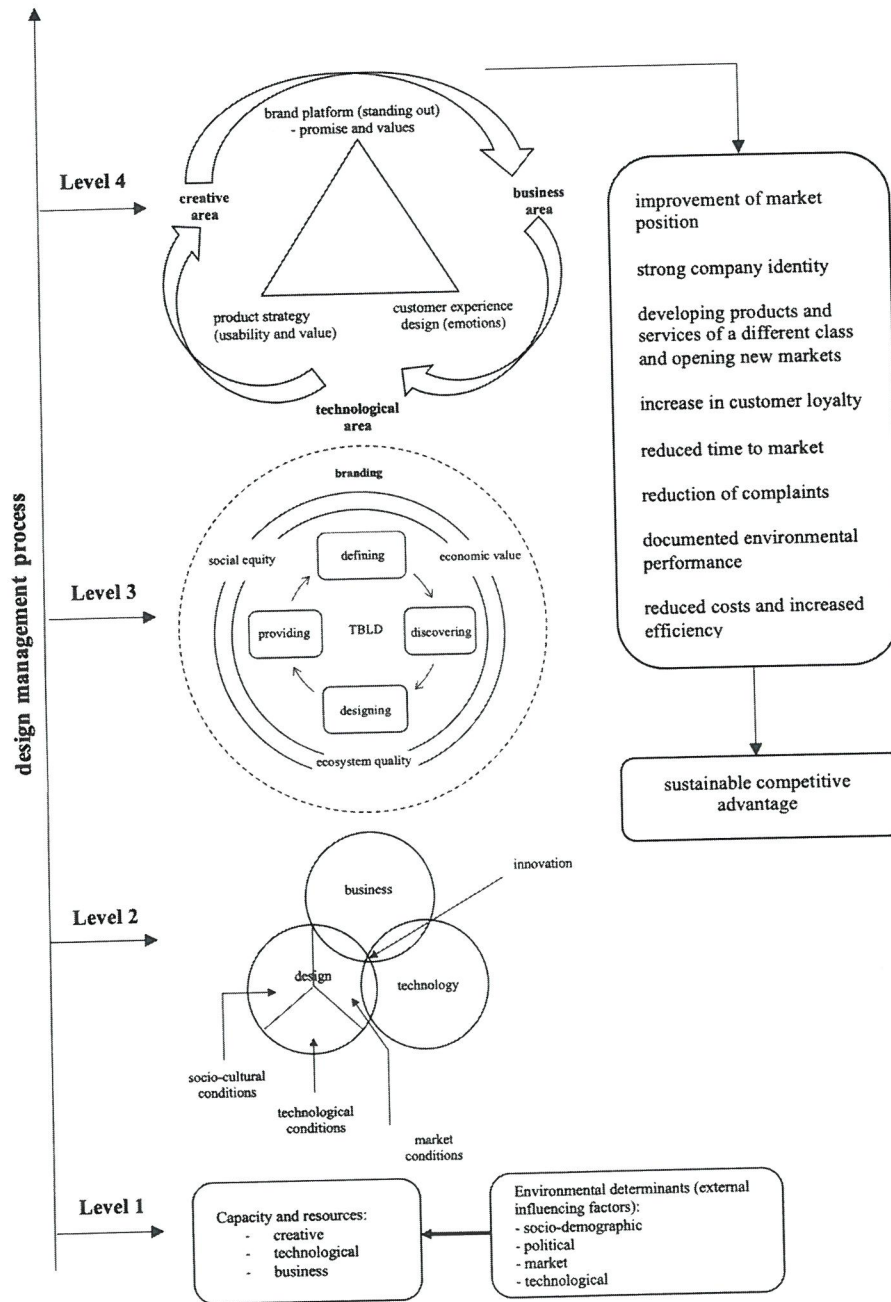 design management process
Level 4
brand platform (standing out)
- promise and values
creative
area
business
area
product strategy
(usability and value)
customer experience
design (emotions)
technological
area
improvement of market
position
strong company identity
developing products and
services of a different class
and opening new markets
increase in customer loyalty
reduced time to market
reduction of complaints
documented environmental
performance
reduced costs and increased
efficiency
sustainable competitive
advantage
Level 3
branding
social equity
economic value
defining
providing
TBLD
discovering
designing
ecosystem quality
Level 2
business
innovation
design
technology
socio-cultural
conditions
technological
conditions
market
conditions
Level 1
Capacity and resources:
- creative
- technological
- business
Environmental determinants (external
influencing factors):
- socio-demographic
- political
- market
- technological